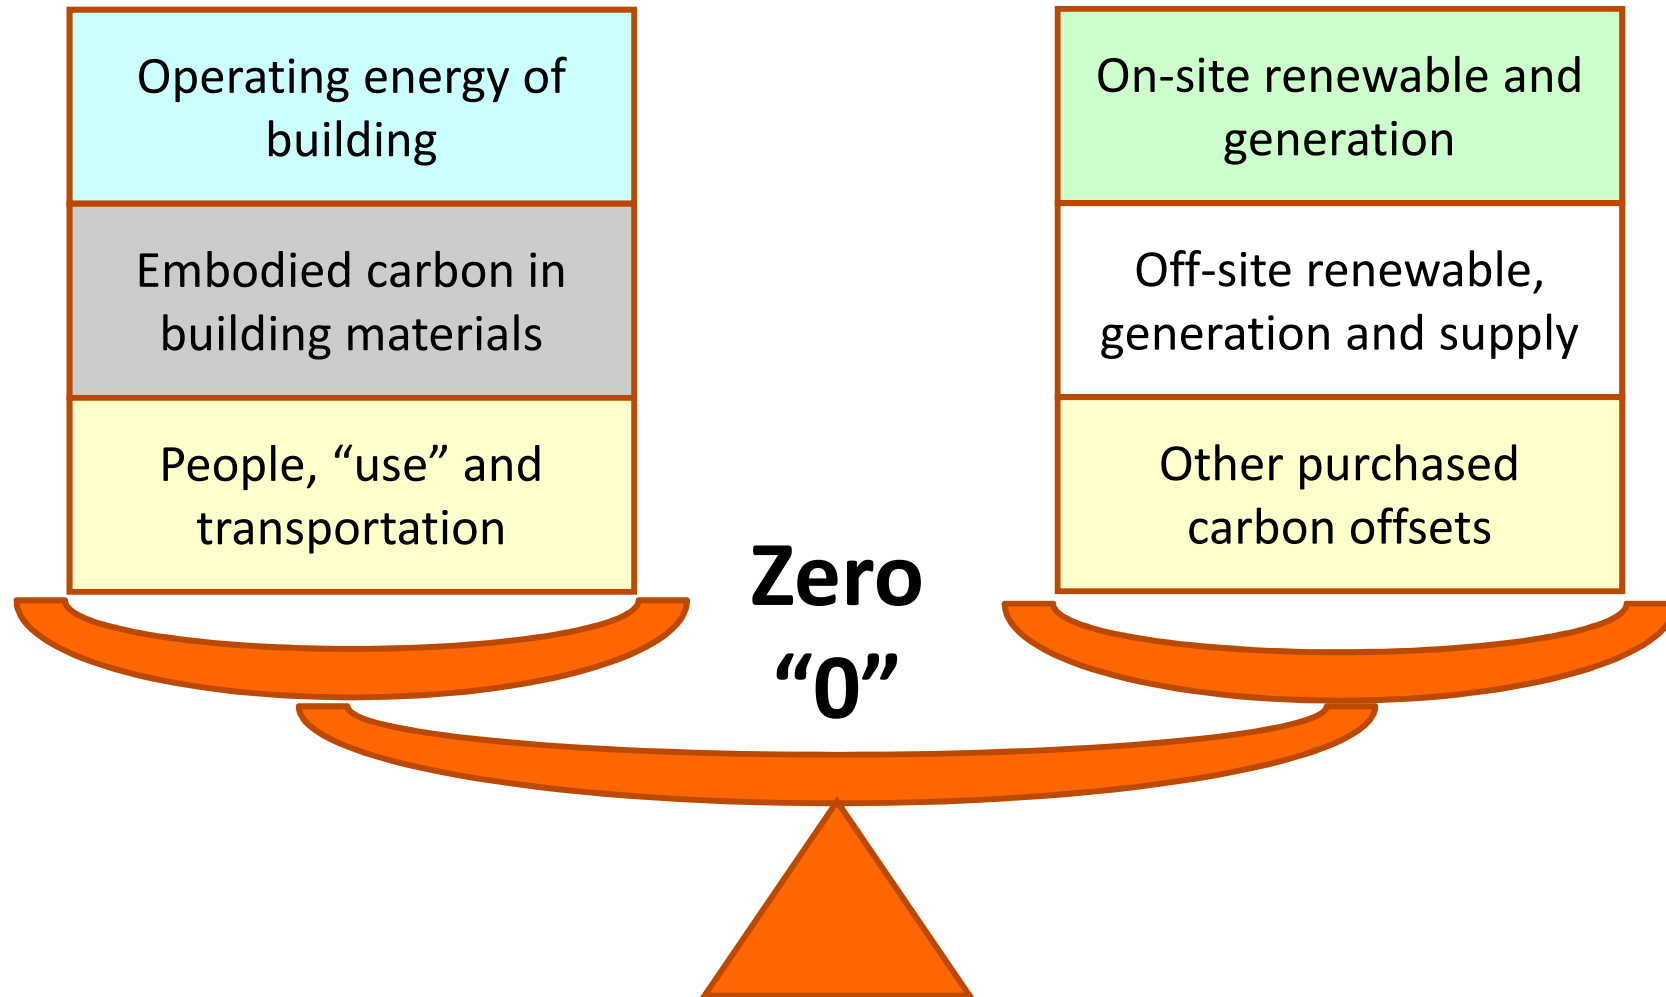 Operating energy of
building
Embodied carbon in
building materials
People, “use” and
transportation
Zero
“0”
On-site renewable and
generation
Off-site renewable,
generation and supply
Other purchased
carbon offsets